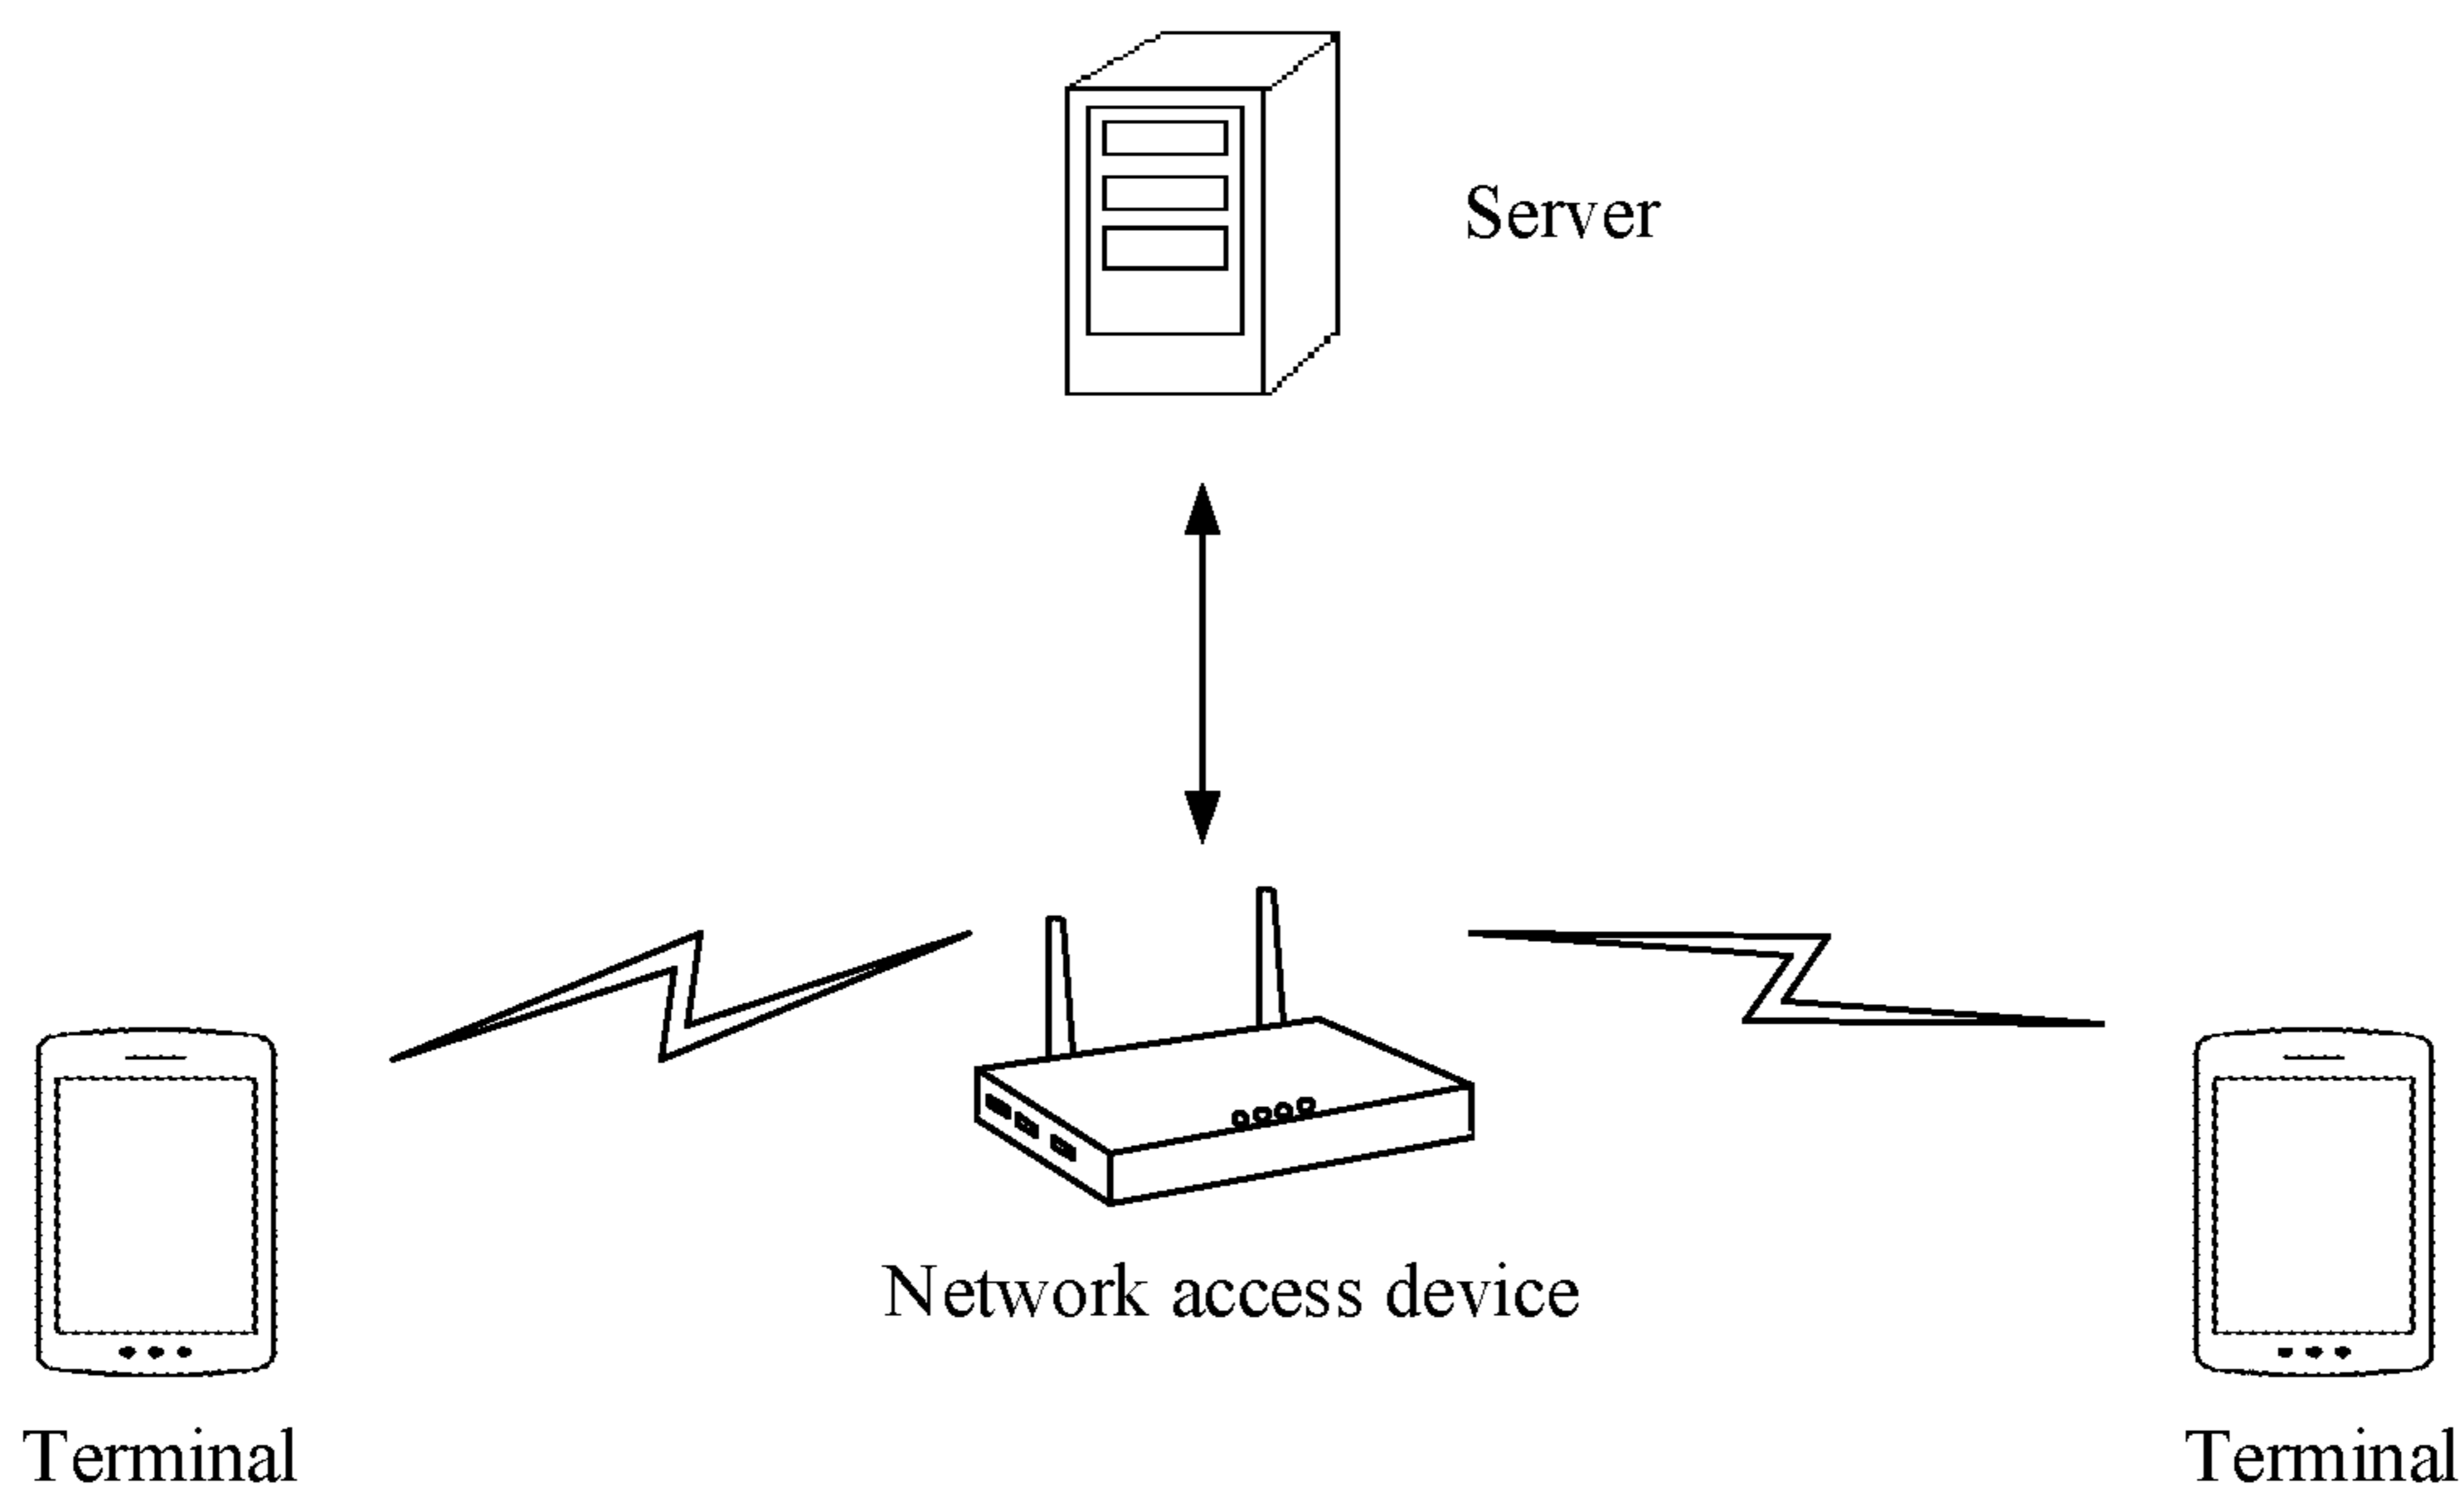 Server
Network access device
Terminal
Terminal